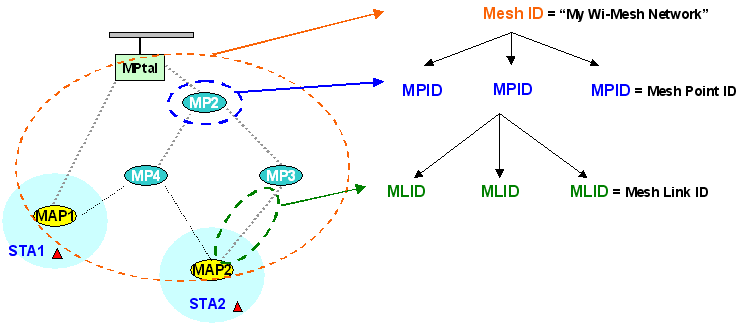 Mesh ID = “My Wi-Mesh Network”
MPtal
MP2
MPID MPID MPID = Mesh Point ID
MP4 MP3
MLID MLID MLID = Mesh Link ID
MAP1
STA1
MAP2
STA2